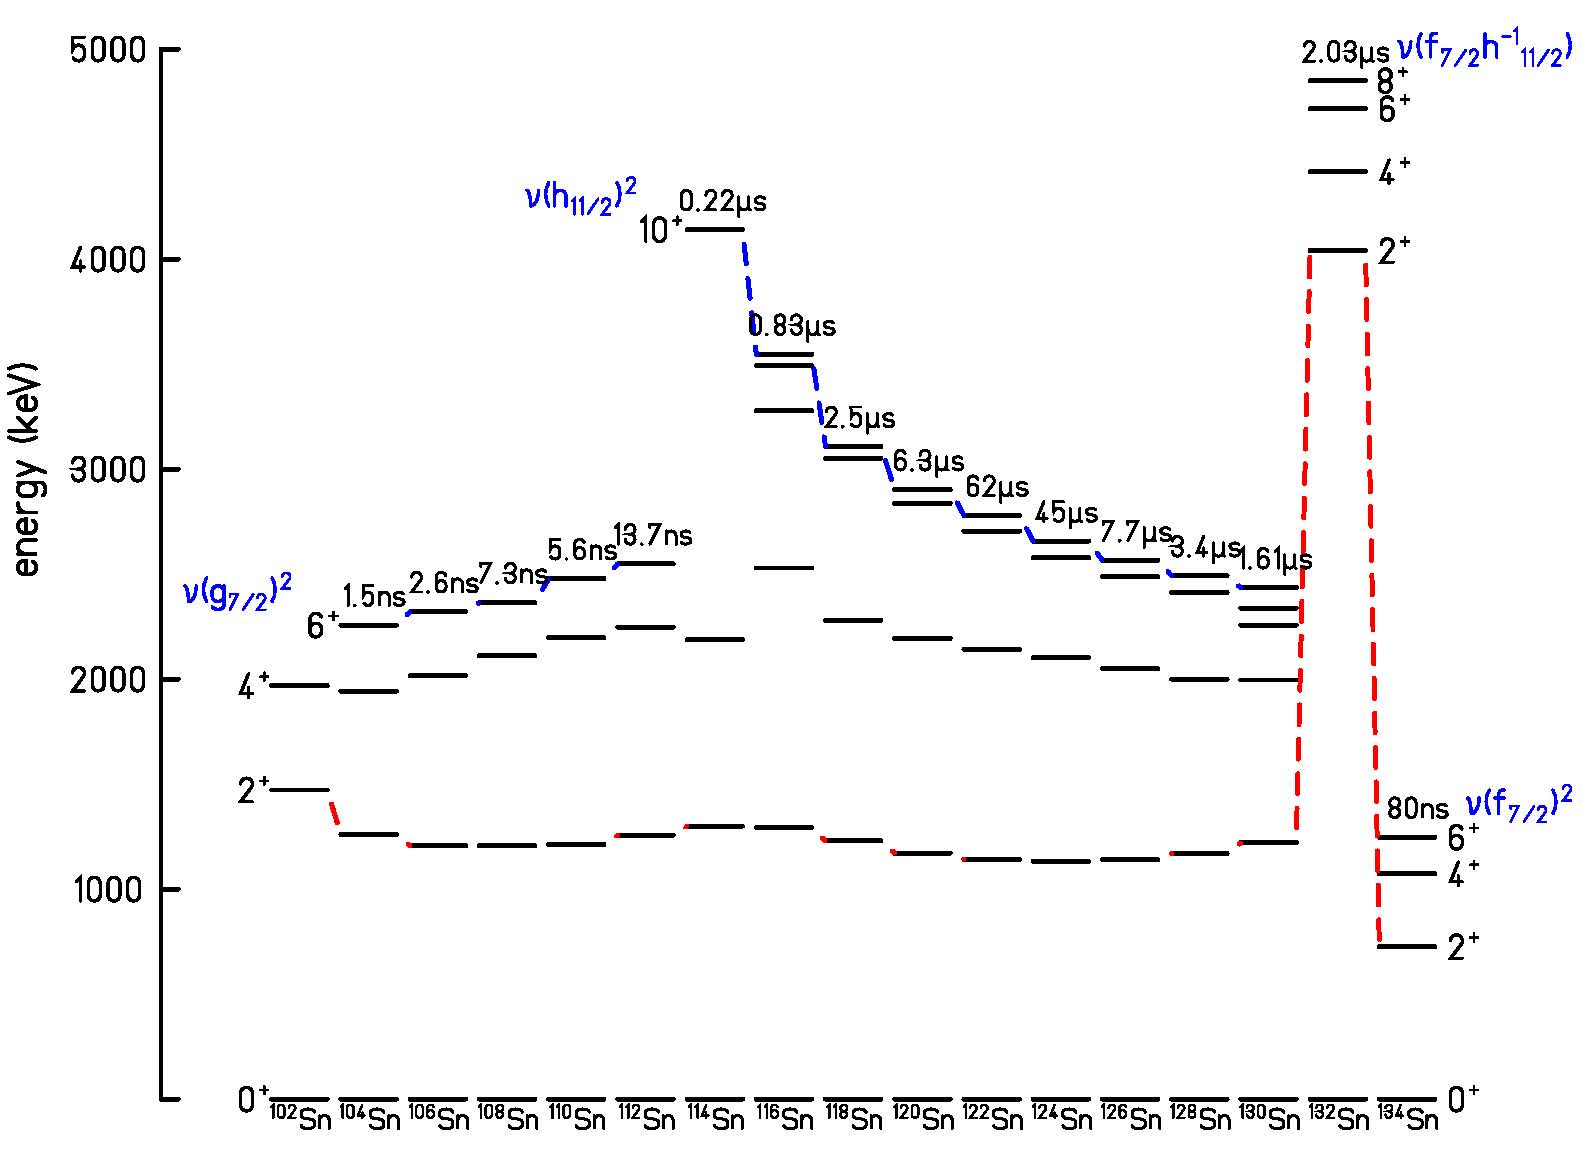 5000
4000
3000
2000
1000
energy (keV)
2.03μs ν(f₇/₂h⁻¹₁₁/₂)
8⁺
6⁺
4⁺
2⁺
ν(h₁₁/₂)²
10⁺
0.22μs
0.83μs
2.5μs
6.3μs
62μs
45μs
7.7μs
3.4μs
1.61μs
ν(g₇/₂)²
6⁺
1.5ns
2.6ns
7.3ns
5.6ns
13.7ns
4⁺
2⁺
80ns ν(f₇/₂)²
6⁺
4⁺
2⁺
0⁺
0⁺
¹⁰²Sn ¹⁰⁴Sn ¹⁰⁶Sn ¹⁰⁸Sn ¹¹⁰Sn ¹¹²Sn ¹¹⁴Sn ¹¹⁶Sn ¹¹⁸Sn ¹²⁰Sn ¹²²Sn ¹²⁴Sn ¹²⁶Sn ¹²⁸Sn ¹³⁰Sn ¹³²Sn ¹³⁴Sn